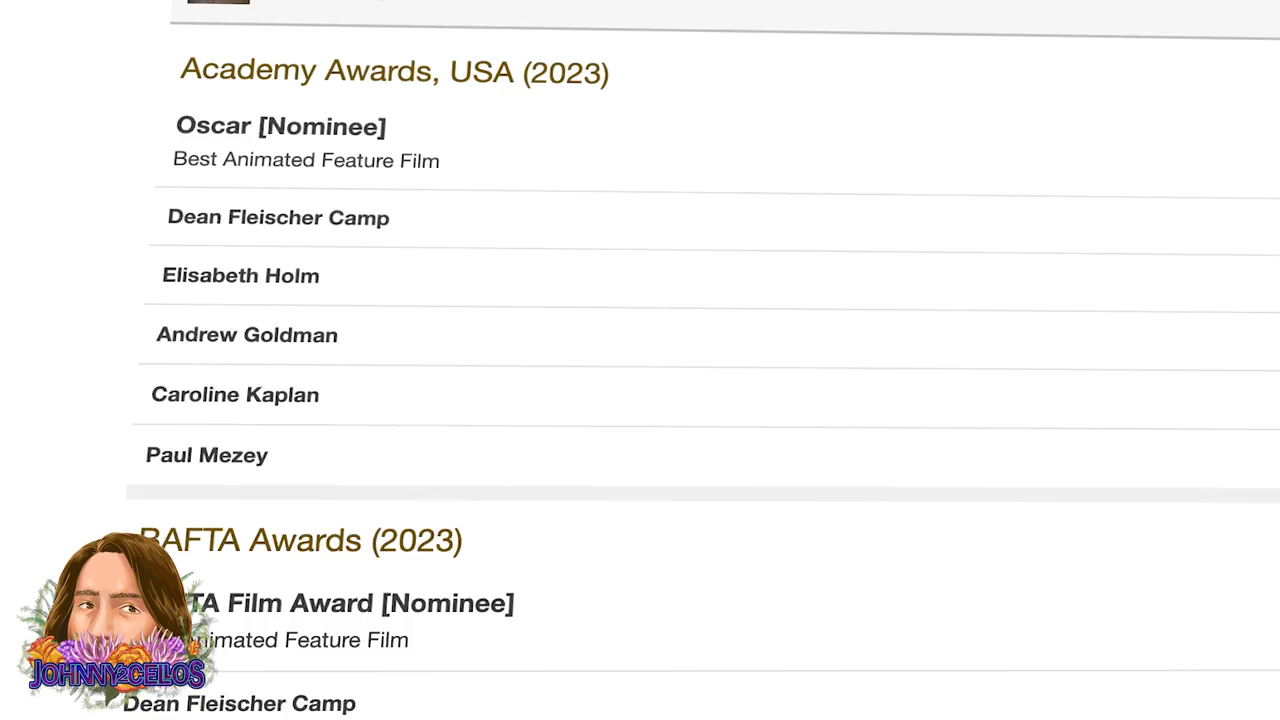 Academy Awards, USA (2023)
Oscar [Nominee]
Best Animated Feature Film
Dean Fleischer Camp
Elisabeth Holm
Andrew Goldman
Caroline Kaplan
Paul Mezey
BAFTA Awards (2023)
TA Film Award [Nominee]
nimated Feature Film
JOHNNY2CELLOS
Dean Fleischer Camp